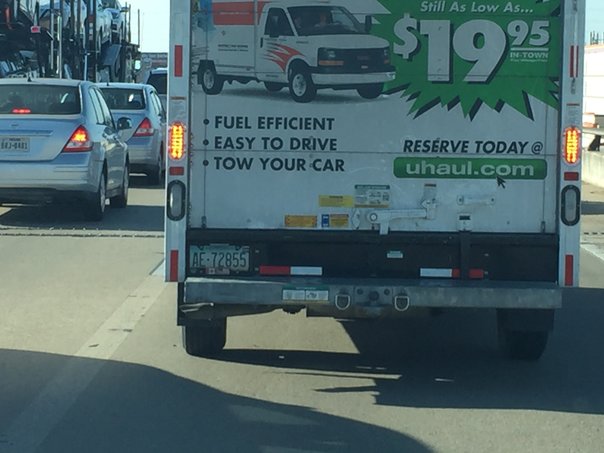 Still As Low As...
$19 95
IN-TOWN
• FUEL EFFICIENT
• EASY TO DRIVE
• TOW YOUR CAR
RESERVE TODAY @
uhaul.com
AE•72855